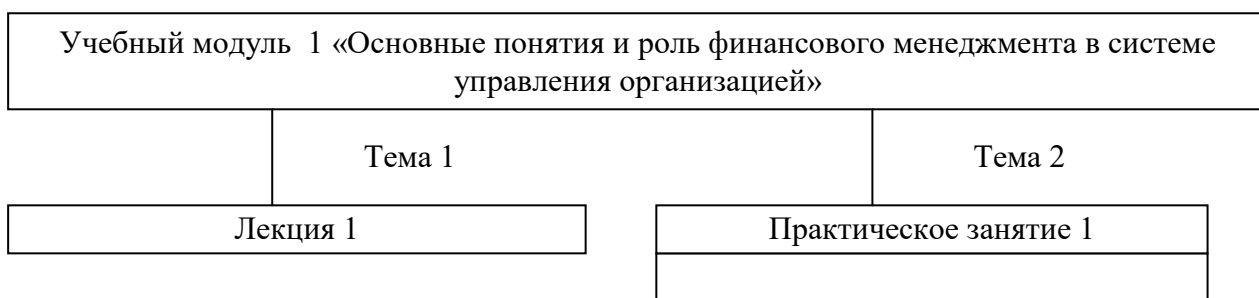 Учебный модуль 1 «Основные понятия и роль финансового менеджмента в системе
управления организацией»
Тема 1
Тема 2
Лекция 1
Практическое занятие 1